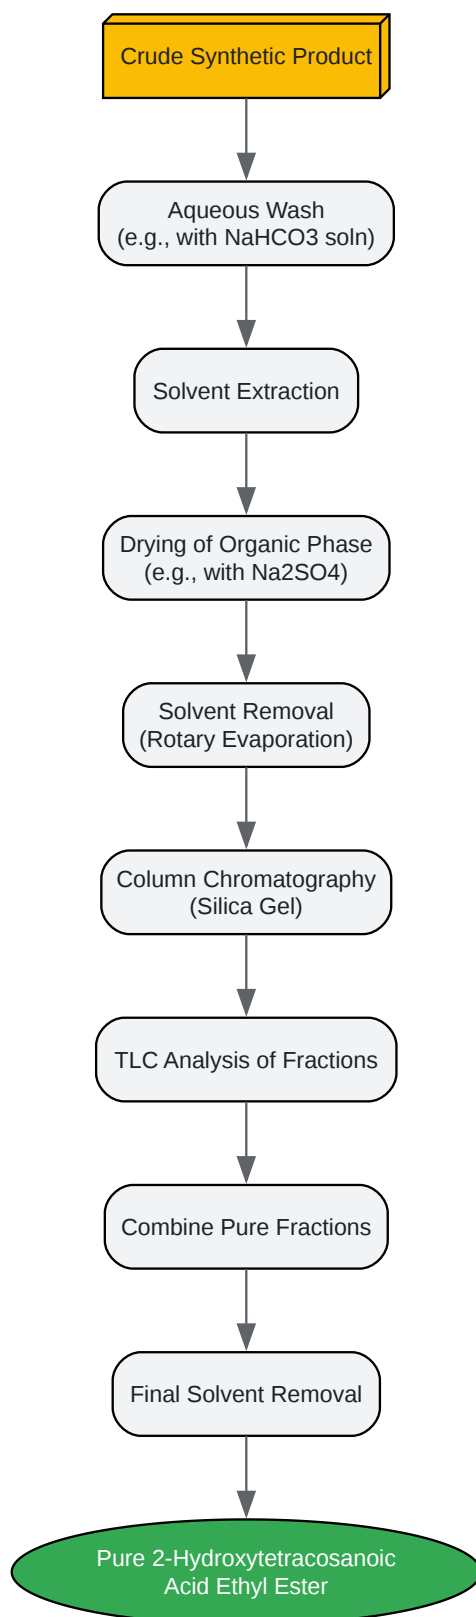 Crude Synthetic Product
Aqueous Wash
(e.g., with NaHCO3 soln)
Solvent Extraction
Drying of Organic Phase
(e.g., with Na2SO4)
Solvent Removal
(Rotary Evaporation)
Column Chromatography
(Silica Gel)
TLC Analysis of Fractions
Combine Pure Fractions
Final Solvent Removal
Pure 2-Hydroxytetracosanoic
Acid Ethyl Ester